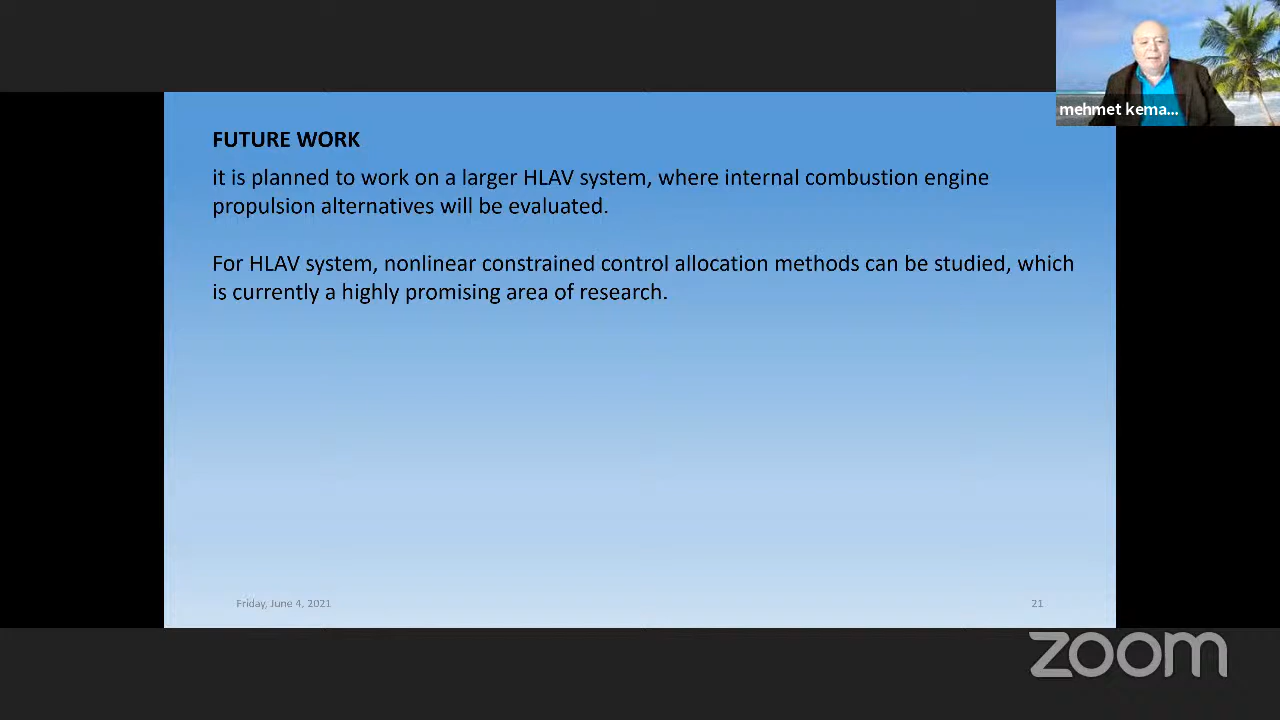 mehmet kema...
FUTURE WORK
it is planned to work on a larger HLAV system, where internal combustion engine
propulsion alternatives will be evaluated.
For HLAV system, nonlinear constrained control allocation methods can be studied, which
is currently a highly promising area of research.
Friday, June 4, 2021
21
zoom